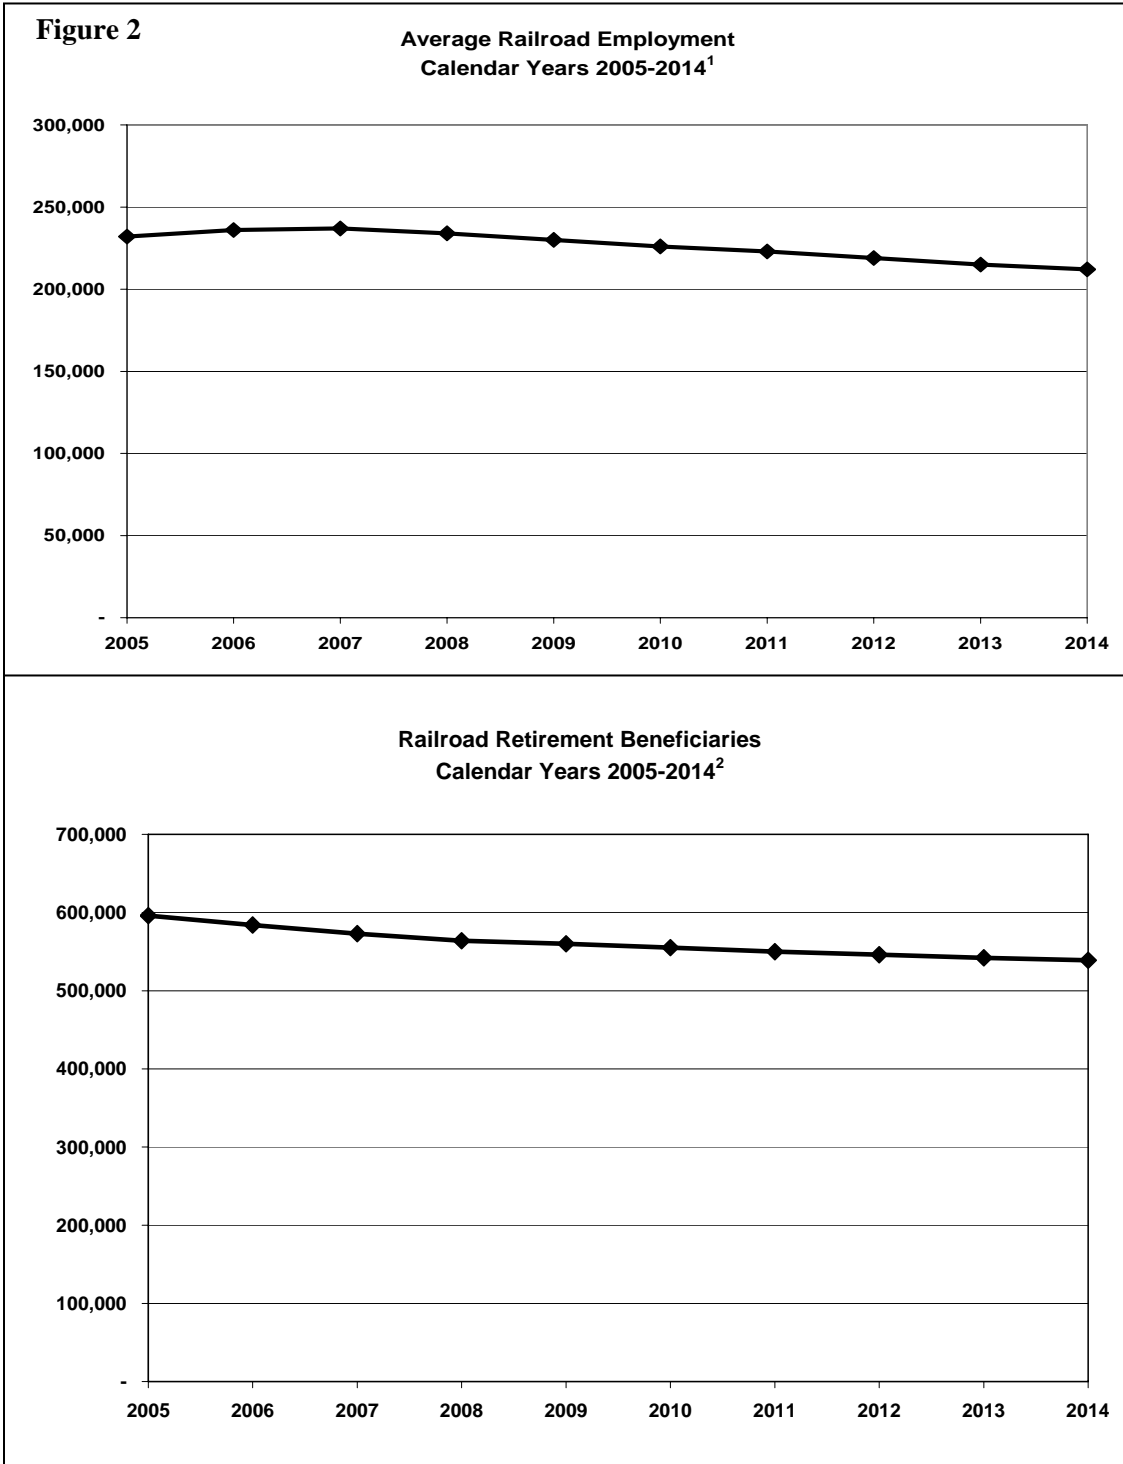 Figure 2
Average Railroad Employment
Calendar Years 2005-2014¹
300,000
250,000
200,000
150,000
100,000
50,000
-
2005 2006 2007 2008 2009 2010 2011 2012 2013 2014
Railroad Retirement Beneficiaries
Calendar Years 2005-2014²
700,000
600,000
500,000
400,000
300,000
200,000
100,000
-
2005 2006 2007 2008 2009 2010 2011 2012 2013 2014